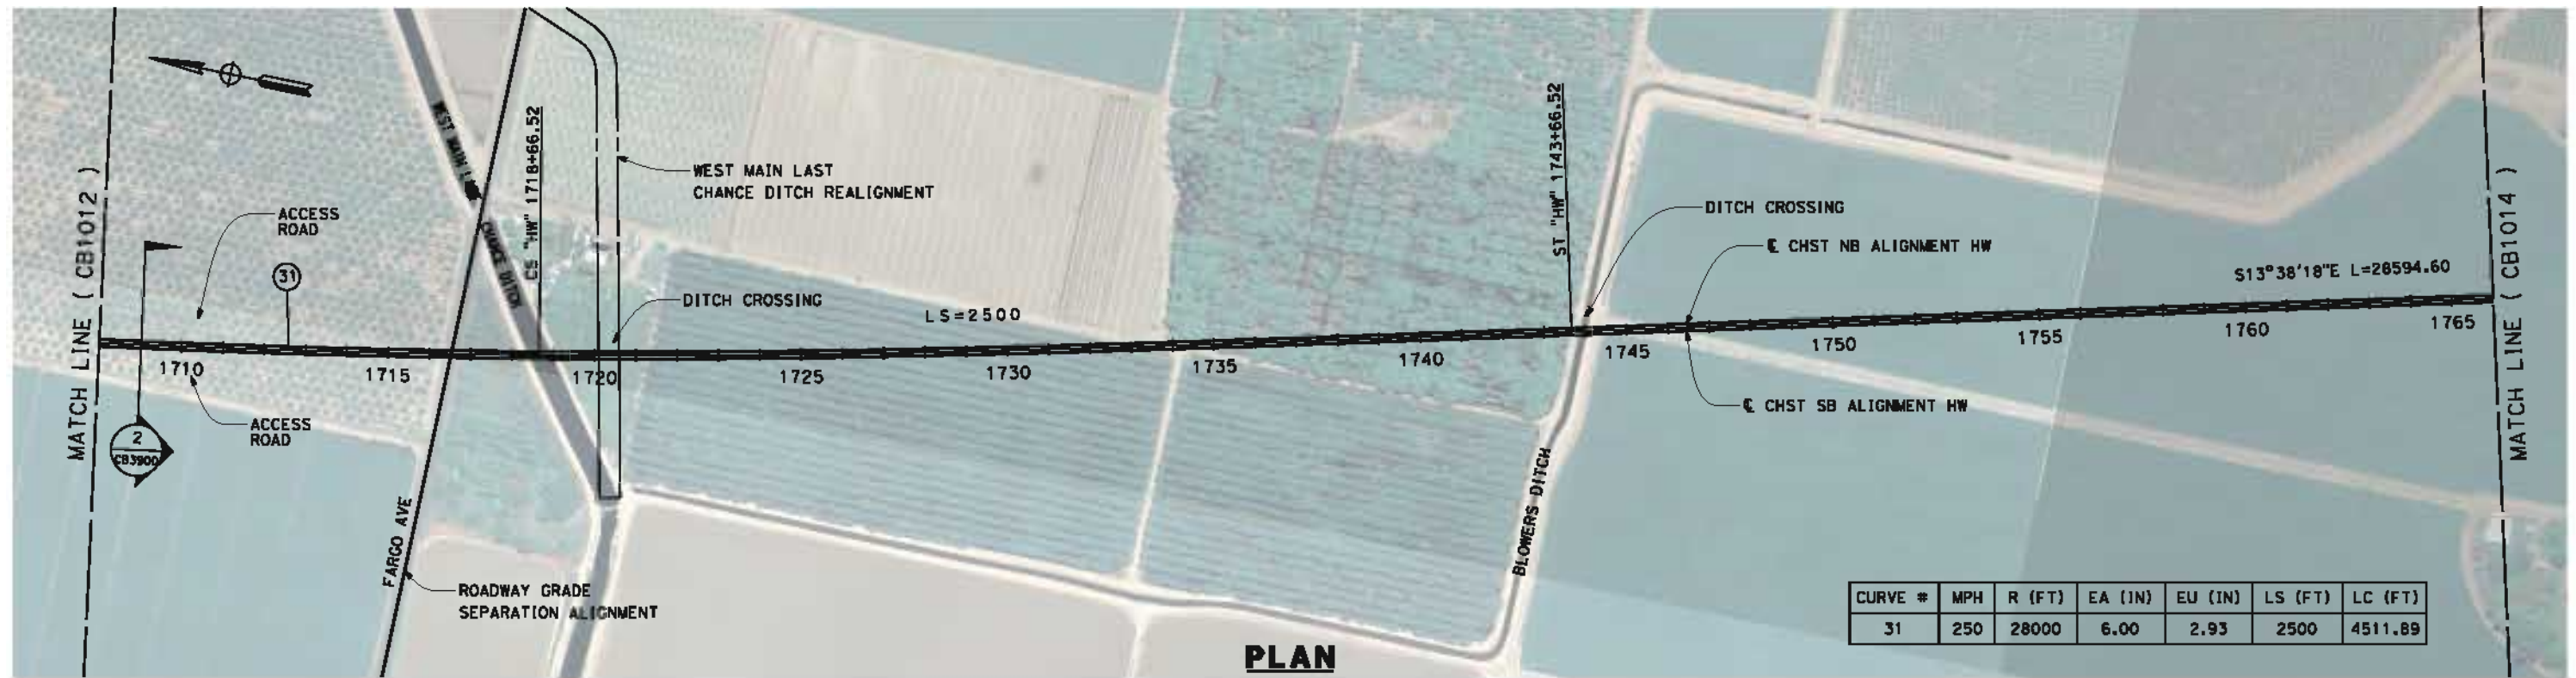 MATCH LINE ( CB1012 )
ACCESS
ROAD
31
2
CB3900
ACCESS
ROAD
FARGO AVE
ROADWAY GRADE
SEPARATION ALIGNMENT
WEST MAIN
CHANCE DITCH
CS "HW" 1718+66.52
WEST MAIN LAST
CHANCE DITCH REALIGNMENT
DITCH CROSSING
LS=2500
ST "HW" 1743+66.52
DITCH CROSSING
℄ CHST NB ALIGNMENT HW
℄ CHST SB ALIGNMENT HW
S13°38'18"E L=28594.60
1710 1715 1720 1725 1730 1735 1740 1745 1750 1755 1760 1765
BLOWERS DITCH
MATCH LINE ( CB1014 )
CURVE # MPH R (FT) EA (IN) EU (IN) LS (FT) LC (FT)
31 250 28000 6.00 2.93 2500 4511.89
PLAN